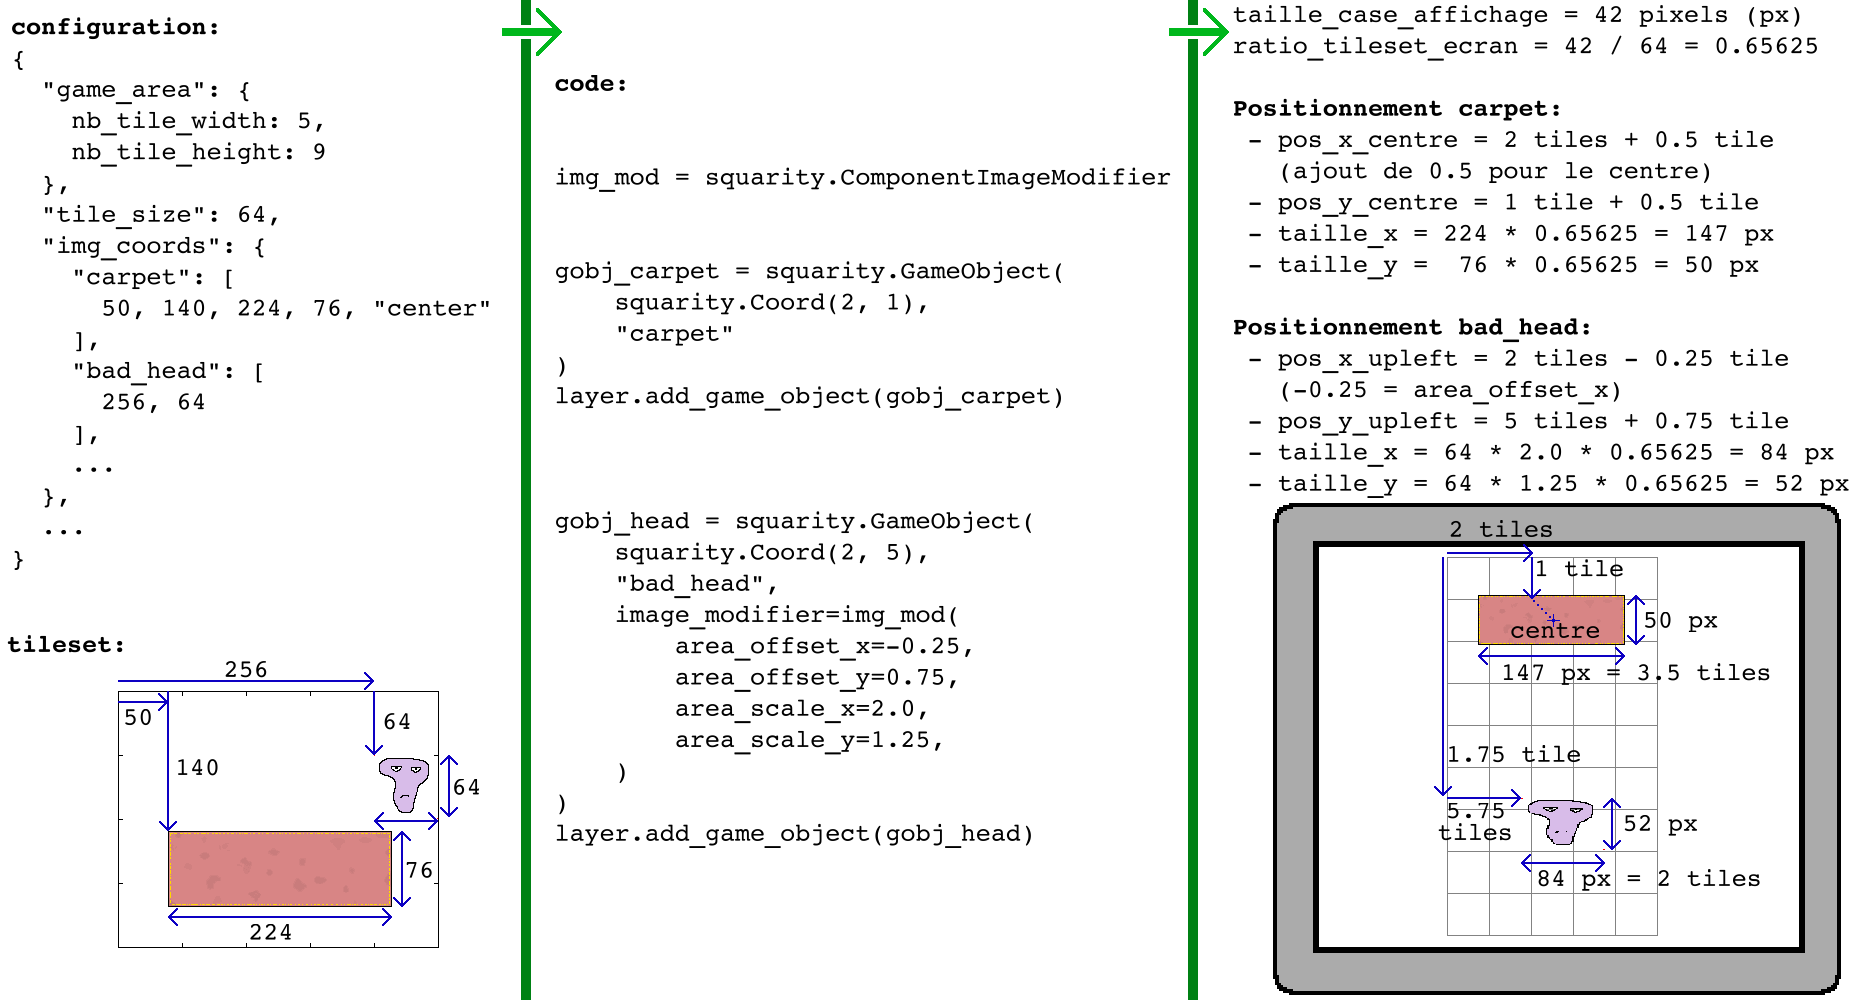 configuration:
{
"game_area": {
nb_tile_width: 5,
nb_tile_height: 9
},
"tile_size": 64,
"img_coords": {
"carpet": [
50, 140, 224, 76, "center"
],
"bad_head": [
256, 64
],
...
},
...
}
tileset:
256
50
64
140
64
76
224
code:
img_mod = squarity.ComponentImageModifier
gobj_carpet = squarity.GameObject(
squarity.Coord(2, 1),
"carpet"
)
layer.add_game_object(gobj_carpet)
gobj_head = squarity.GameObject(
squarity.Coord(2, 5),
"bad_head",
image_modifier=img_mod(
area_offset_x=-0.25,
area_offset_y=0.75,
area_scale_x=2.0,
area_scale_y=1.25,
)
)
layer.add_game_object(gobj_head)
taille_case_affichage = 42 pixels (px)
ratio_tileset_ecran = 42 / 64 = 0.65625
Positionnement carpet:
- pos_x_centre = 2 tiles + 0.5 tile
(ajout de 0.5 pour le centre)
- pos_y_centre = 1 tile + 0.5 tile
- taille_x = 224 * 0.65625 = 147 px
- taille_y =  76 * 0.65625 = 50 px
Positionnement bad_head:
- pos_x_upleft = 2 tiles - 0.25 tile
(-0.25 = area_offset_x)
- pos_y_upleft = 5 tiles + 0.75 tile
- taille_x = 64 * 2.0 * 0.65625 = 84 px
- taille_y = 64 * 1.25 * 0.65625 = 52 px
2 tiles
1 tile
50 px
centre
147 px = 3.5 tiles
1.75 tile
5.75
tiles
52 px
84 px = 2 tiles